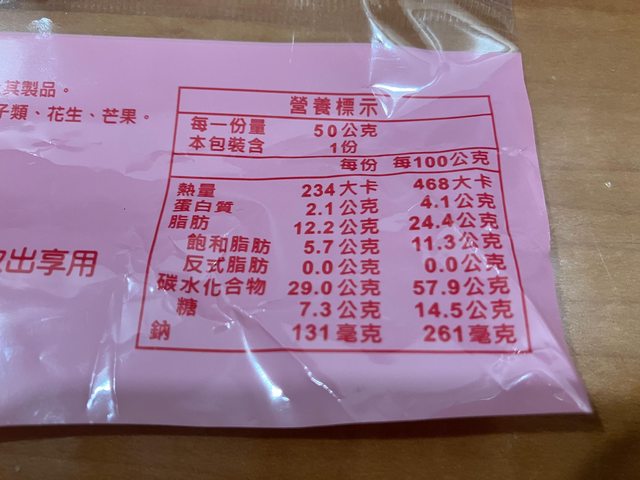 其製品。
子類、花生、芒果。
出享用
營養標示
每一份量 50公克
本包裝含 1份
每份 每100公克
熱量 234大卡 468大卡
蛋白質 2.1公克 4.1公克
脂肪 12.2公克 24.4公克
飽和脂肪 5.7公克 11.3公克
反式脂肪 0.0公克 0.0公克
碳水化合物 29.0公克 57.9公克
糖 7.3公克 14.5公克
鈉 131毫克 261毫克